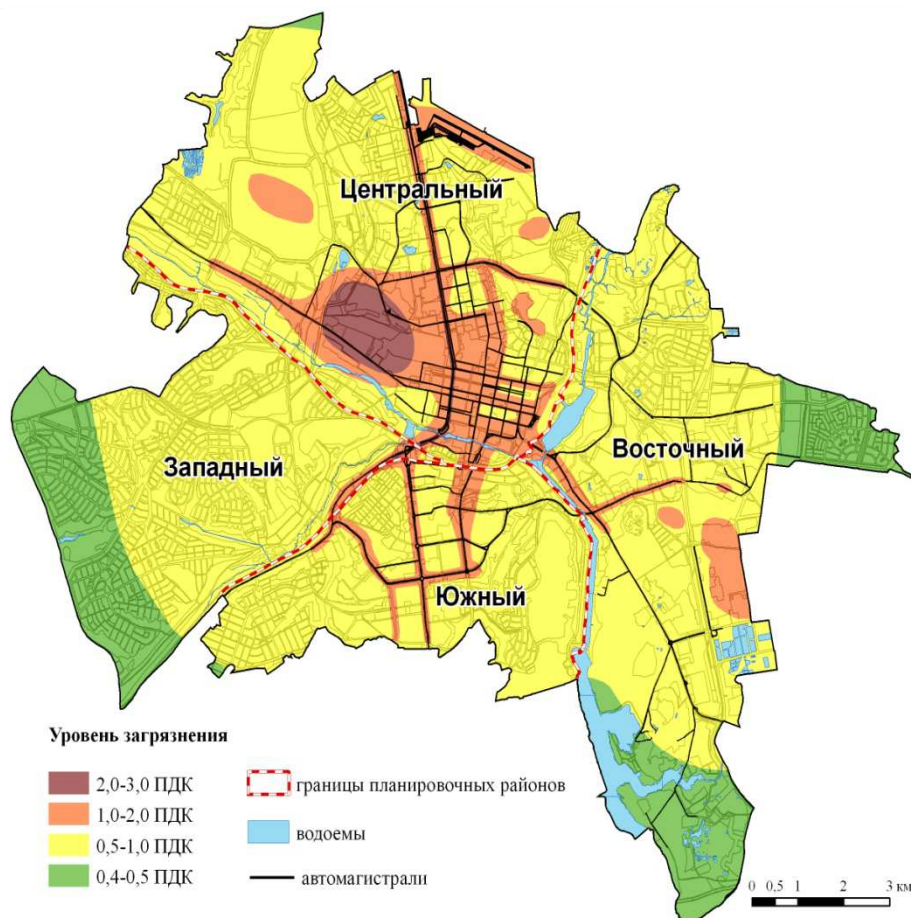 Центральный
Западный
Восточный
Южный
Уровень загрязнения
2,0-3,0 ПДК
1,0-2,0 ПДК
0,5-1,0 ПДК
0,4-0,5 ПДК
границы планировочных районов
водоемы
автомагистрали
0 0,5 1 2 3 км